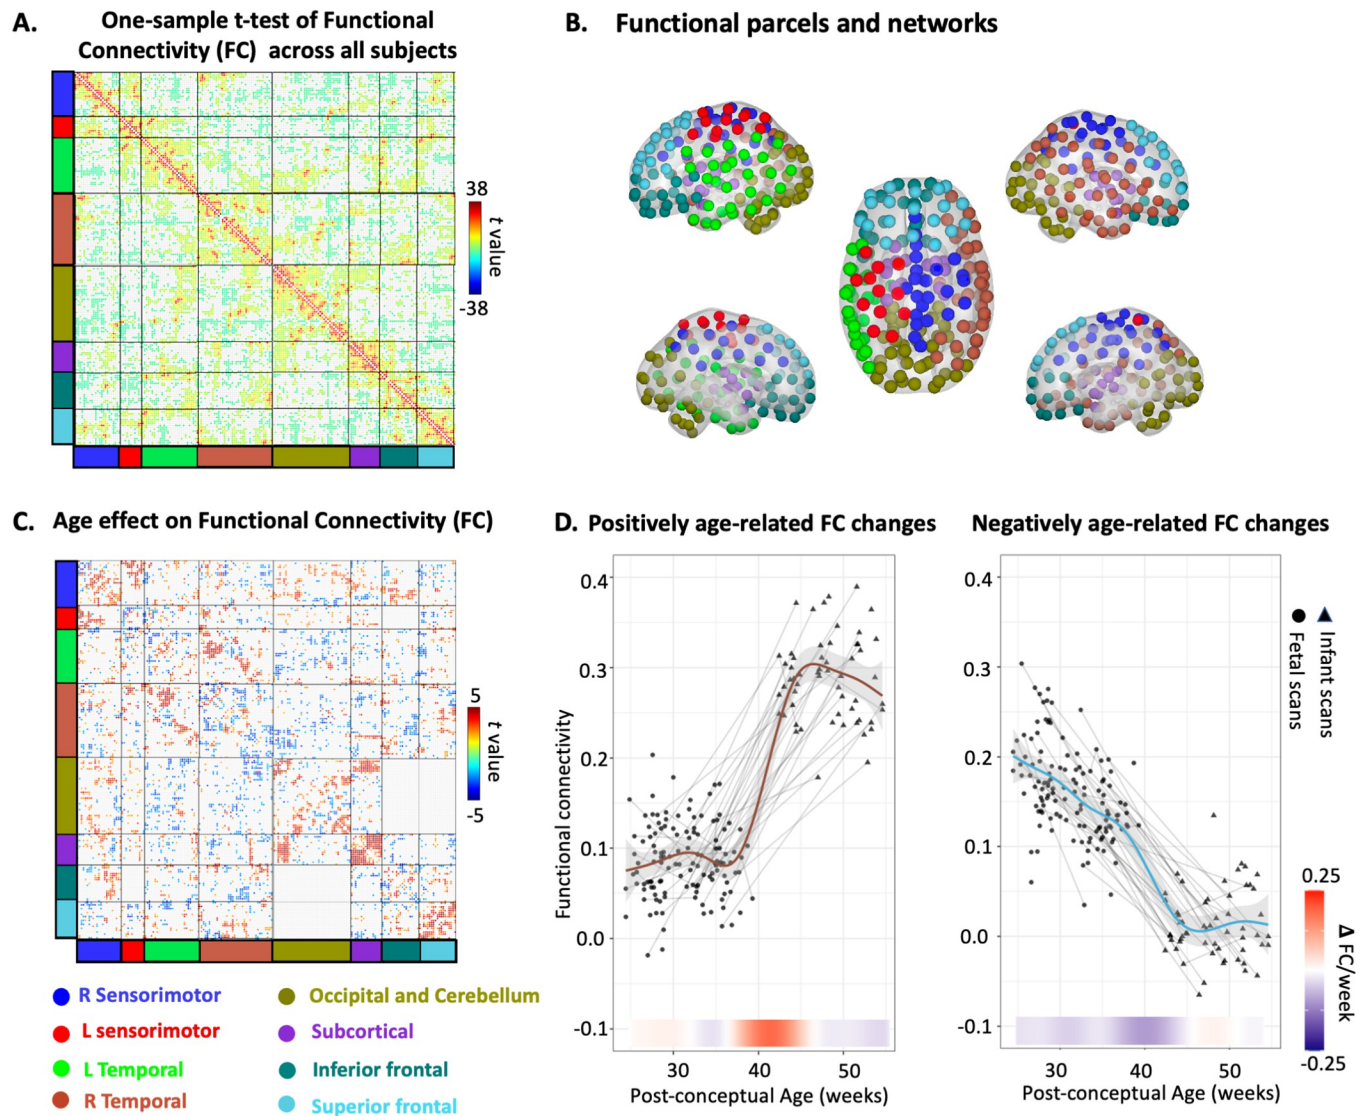 A.
One-sample t-test of Functional
Connectivity (FC) across all subjects
38
t value
-38
B.
Functional parcels and networks
C.
Age effect on Functional Connectivity (FC)
5
t value
-5
R Sensorimotor
L sensorimotor
L Temporal
R Temporal
Occipital and Cerebellum
Subcortical
Inferior frontal
Superior frontal
D.
Positively age-related FC changes
Functional connectivity
0.4
0.3
0.2
0.1
0.0
-0.1
30
40
50
Post-conceptual Age (weeks)
Negatively age-related FC changes
0.4
0.3
0.2
0.1
0.0
-0.1
30
40
50
Post-conceptual Age (weeks)
Infant scans
Fetal scans
0.25
Δ FC/week
-0.25